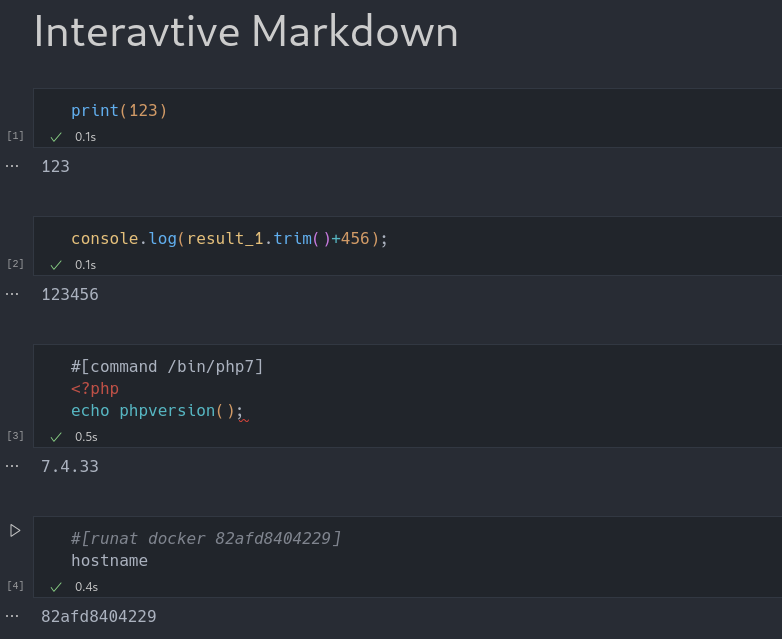 Interavtive Markdown
print(123)
[1]
0.1s
123
console.log(result_1.trim()+456);
[2]
0.1s
123456
#[command /bin/php7]
<?php
echo phpversion();
[3]
0.5s
7.4.33
#[runat docker 82afd8404229]
hostname
[4]
0.4s
82afd8404229